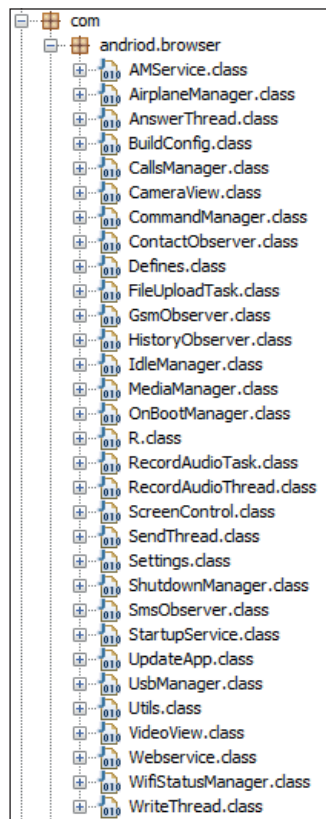 com
andriod.browser
AMService.class
AirplaneManager.class
AnswerThread.class
BuildConfig.class
CallsManager.class
CameraView.class
CommandManager.class
ContactObserver.class
Defines.class
FileUploadTask.class
GsmObserver.class
HistoryObserver.class
IdleManager.class
MediaManager.class
OnBootManager.class
R.class
RecordAudioTask.class
RecordAudioThread.class
ScreenControl.class
SendThread.class
Settings.class
ShutdownManager.class
SmsObserver.class
StartupService.class
UpdateApp.class
UsbManager.class
Utils.class
VideoView.class
Webservice.class
WifiStatusManager.class
WriteThread.class